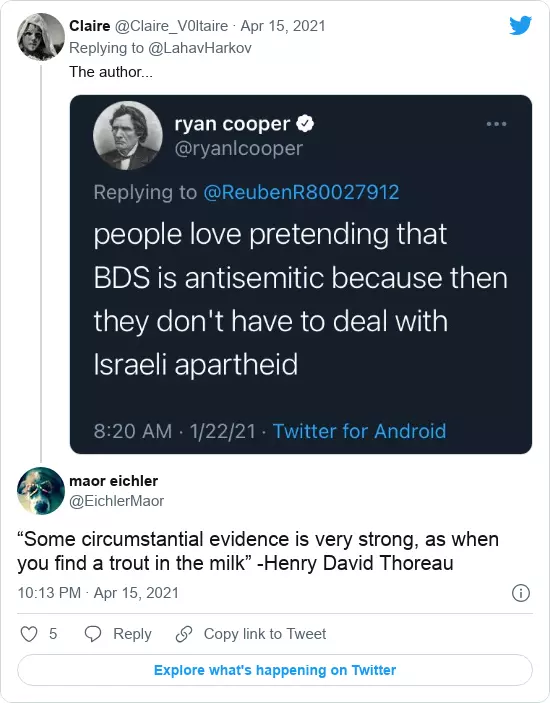 Claire @Claire_V0ltaire · Apr 15, 2021
Replying to @LahavHarkov
The author...
ryan cooper
@ryanlcooper
Replying to @ReubenR80027912
people love pretending that
BDS is antisemitic because then
they don't have to deal with
Israeli apartheid
8:20 AM · 1/22/21 · Twitter for Android
maor eichler
@EichlerMaor
“Some circumstantial evidence is very strong, as when
you find a trout in the milk” -Henry David Thoreau
10:13 PM · Apr 15, 2021
5 Reply Copy link to Tweet
Explore what's happening on Twitter